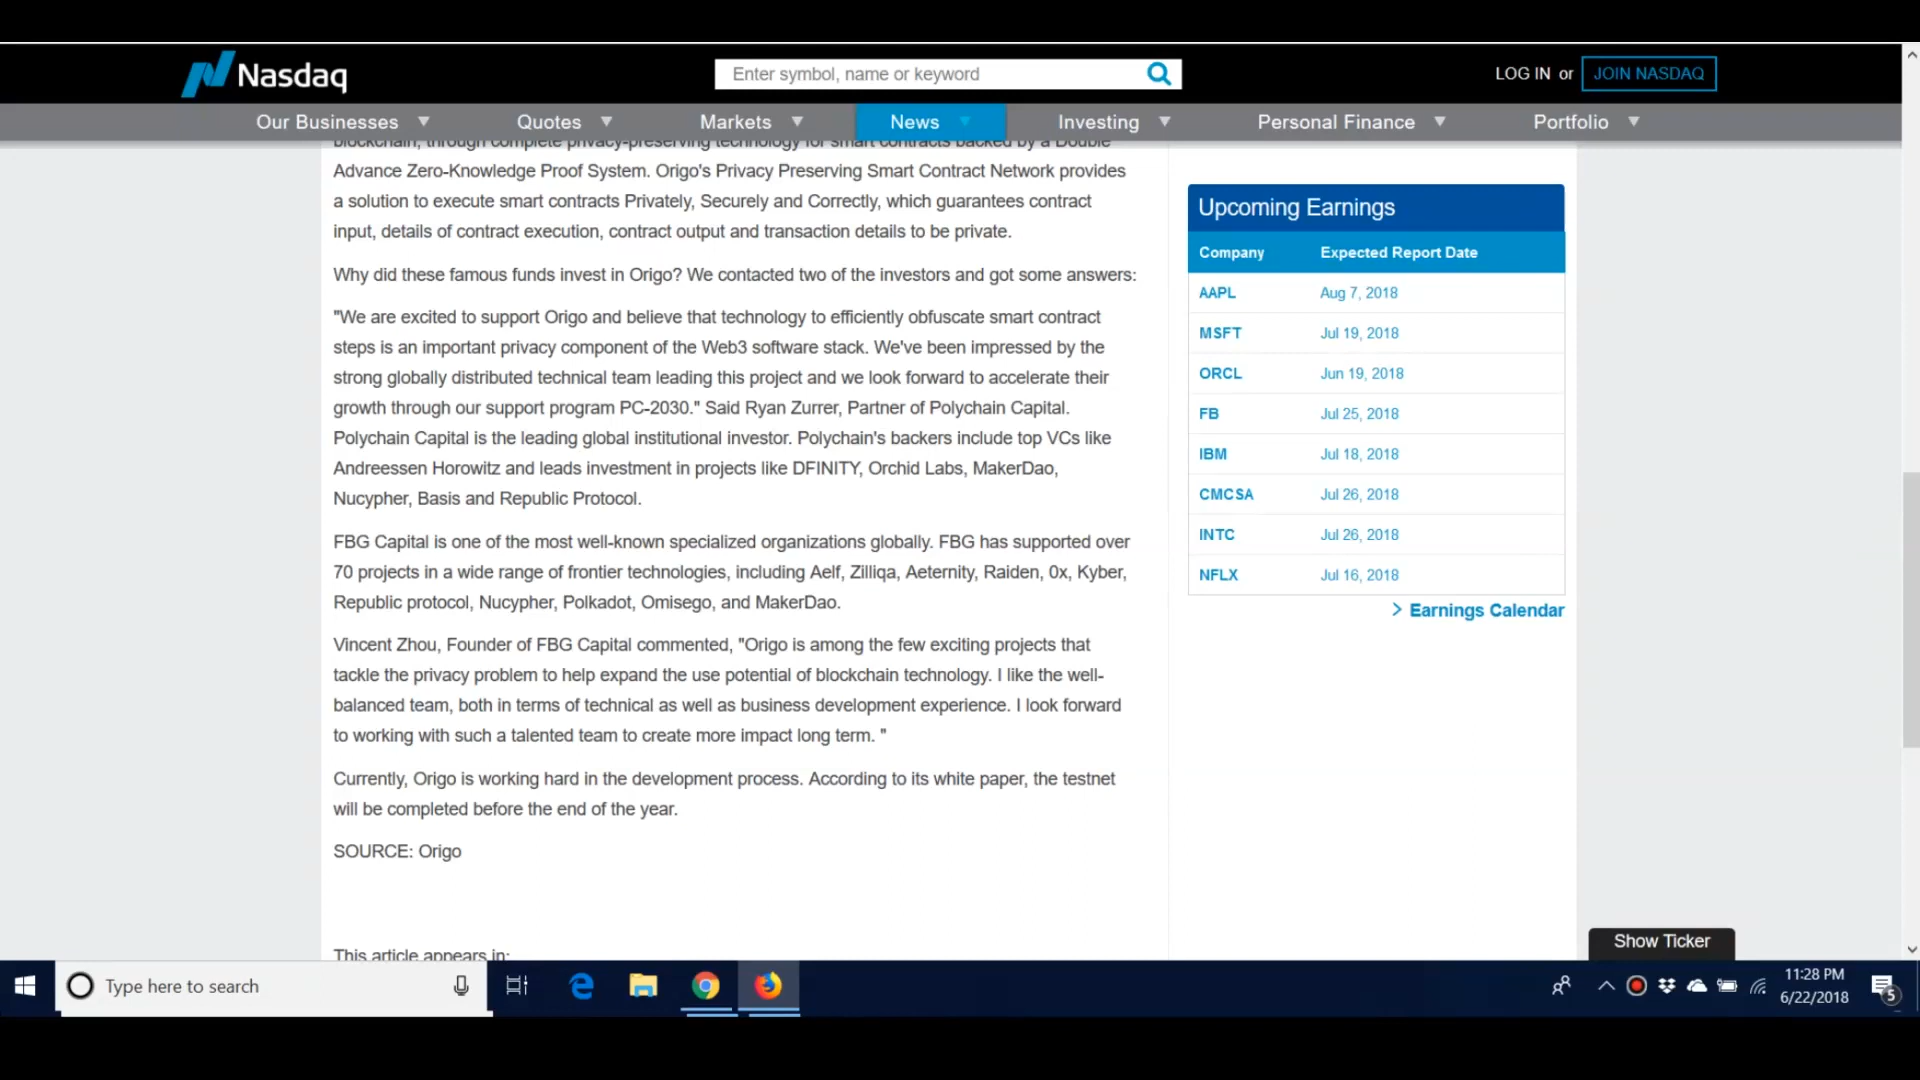 Nasdaq
Enter symbol, name or keyword
LOG IN or JOIN NASDAQ
Our Businesses Quotes Markets News Investing Personal Finance Portfolio
blockchain, through complete privacy-preserving technology for smart contracts backed by a Double
Advance Zero-Knowledge Proof System. Origo's Privacy Preserving Smart Contract Network provides
a solution to execute smart contracts Privately, Securely and Correctly, which guarantees contract
input, details of contract execution, contract output and transaction details to be private.
Why did these famous funds invest in Origo? We contacted two of the investors and got some answers:
"We are excited to support Origo and believe that technology to efficiently obfuscate smart contract
steps is an important privacy component of the Web3 software stack. We've been impressed by the
strong globally distributed technical team leading this project and we look forward to accelerate their
growth through our support program PC-2030." Said Ryan Zurrer, Partner of Polychain Capital.
Polychain Capital is the leading global institutional investor. Polychain's backers include top VCs like
Andreessen Horowitz and leads investment in projects like DFINITY, Orchid Labs, MakerDao,
Nucypher, Basis and Republic Protocol.
FBG Capital is one of the most well-known specialized organizations globally. FBG has supported over
70 projects in a wide range of frontier technologies, including Aelf, Zilliqa, Aeternity, Raiden, 0x, Kyber,
Republic protocol, Nucypher, Polkadot, Omisego, and MakerDao.
Vincent Zhou, Founder of FBG Capital commented, "Origo is among the few exciting projects that
tackle the privacy problem to help expand the use potential of blockchain technology. I like the well-
balanced team, both in terms of technical as well as business development experience. I look forward
to working with such a talented team to create more impact long term. "
Currently, Origo is working hard in the development process. According to its white paper, the testnet
will be completed before the end of the year.
SOURCE: Origo
This article appears in:
Upcoming Earnings
Company Expected Report Date
AAPL Aug 7, 2018
MSFT Jul 19, 2018
ORCL Jun 19, 2018
FB Jul 25, 2018
IBM Jul 18, 2018
CMCSA Jul 26, 2018
INTC Jul 26, 2018
NFLX Jul 16, 2018
Earnings Calendar
Show Ticker
Type here to search
11:28 PM
6/22/2018
5